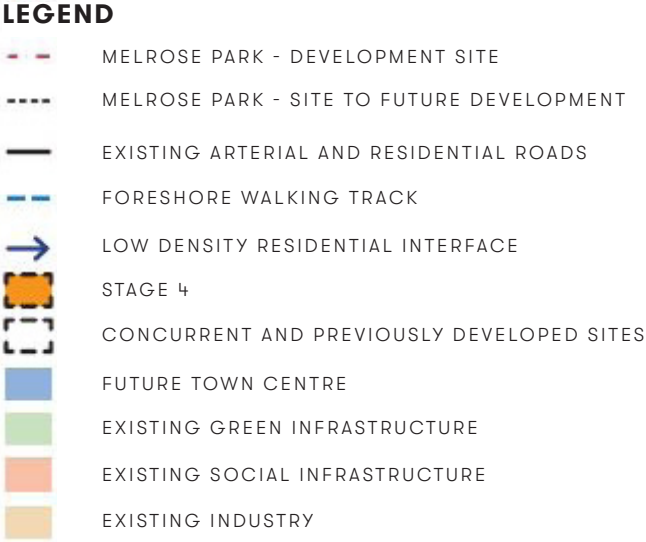 LEGEND
MELROSE PARK - DEVELOPMENT SITE
MELROSE PARK - SITE TO FUTURE DEVELOPMENT
EXISTING ARTERIAL AND RESIDENTIAL ROADS
FORESHORE WALKING TRACK
LOW DENSITY RESIDENTIAL INTERFACE
STAGE 4
CONCURRENT AND PREVIOUSLY DEVELOPED SITES
FUTURE TOWN CENTRE
EXISTING GREEN INFRASTRUCTURE
EXISTING SOCIAL INFRASTRUCTURE
EXISTING INDUSTRY